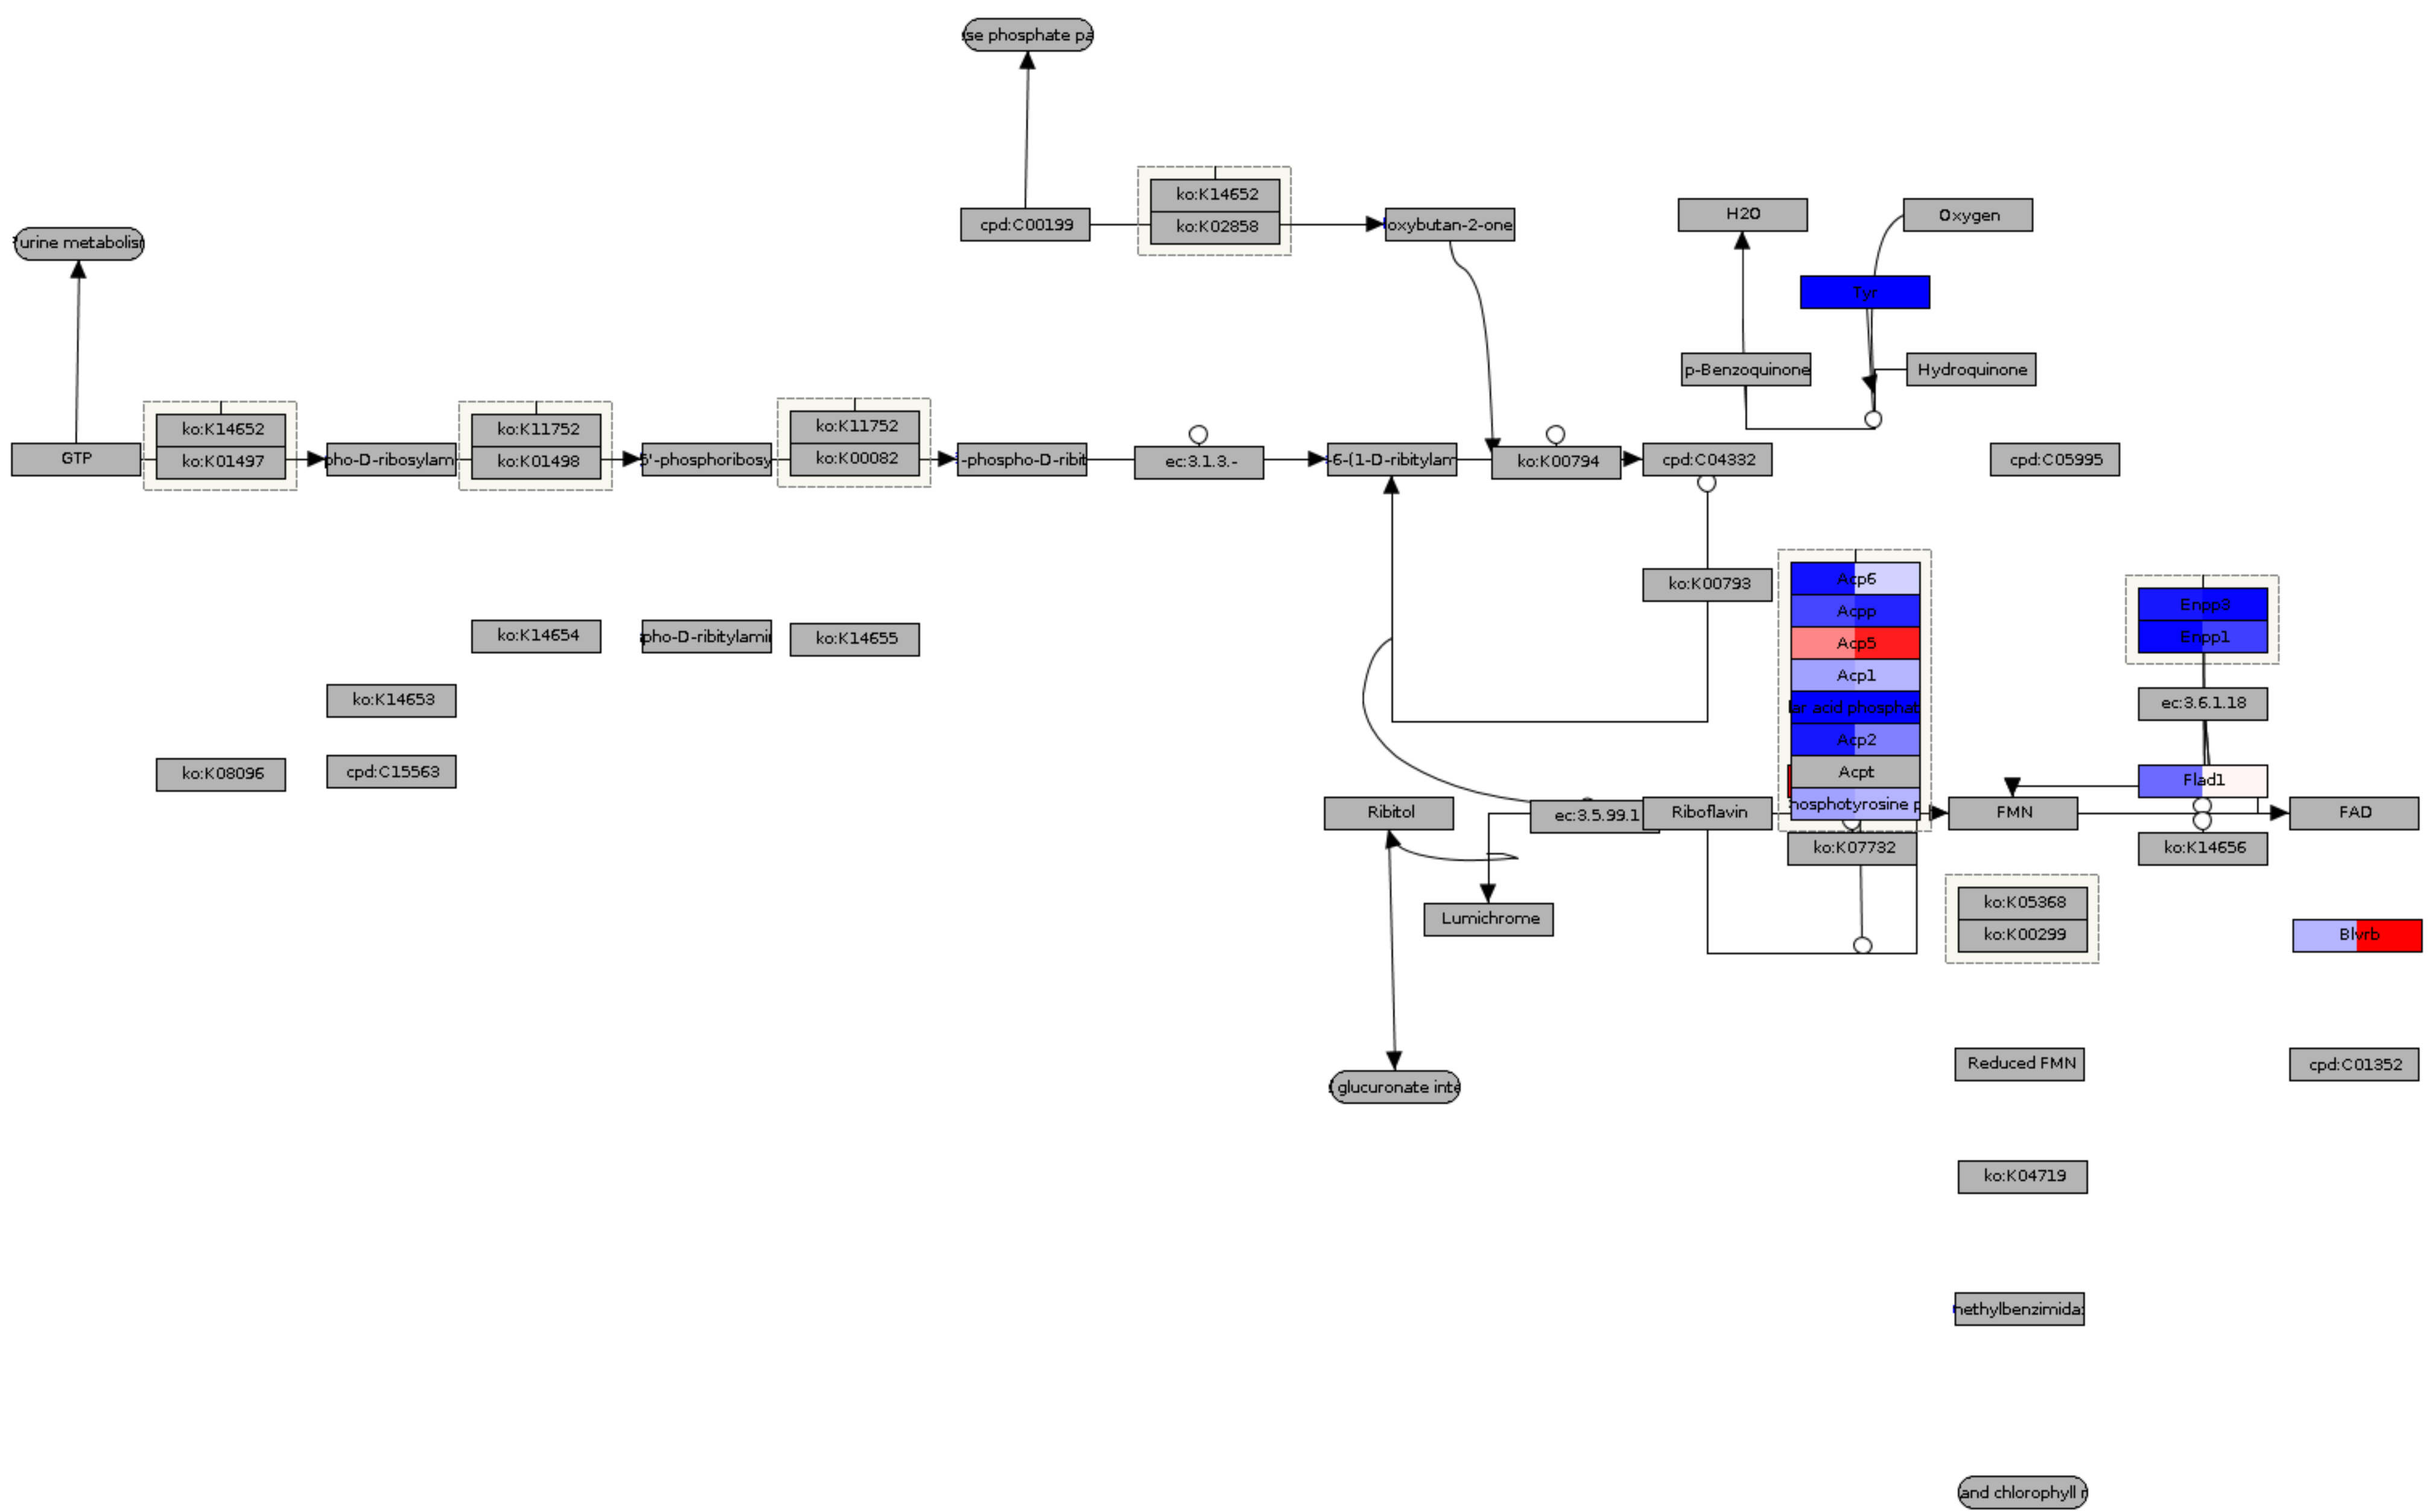 se phosphate pa
ko:K14652
cpd:C00199
ko:K02858
oxybutan-2-one
H2O
Oxygen
urine metabolis
Tyr
p-Benzoquinone
Hydroquinone
ko:K14652
ko:K11752
ko:K11752
GTP
ko:K01497
pho-D-ribosylam
ko:K01498
5'-phosphoribosy
ko:K00082
-phospho-D-ribit
ec:3.1.3.-
-6-(1-D-ribitylam
ko:K00794
cpd:C04332
cpd:C05995
Acp6
ko:K00793
Acpp
Enpp3
ko:K14654
pho-D-ribitylami
ko:K14655
Acp5
Enpp1
Acp1
ko:K14653
ar acid phosphat
ec:3.6.1.18
Acp2
ko:K08096
cpd:C15563
Acpt
Flad1
Ribitol
ec:3.5.99.1
Riboflavin
hosphotyrosine p
FMN
FAD
ko:K07732
ko:K14656
ko:K05368
Lumichrome
ko:K00299
Blvrb
Reduced FMN
cpd:C01352
glucuronate inte
ko:K04719
methylbenzimida
and chlorophyll